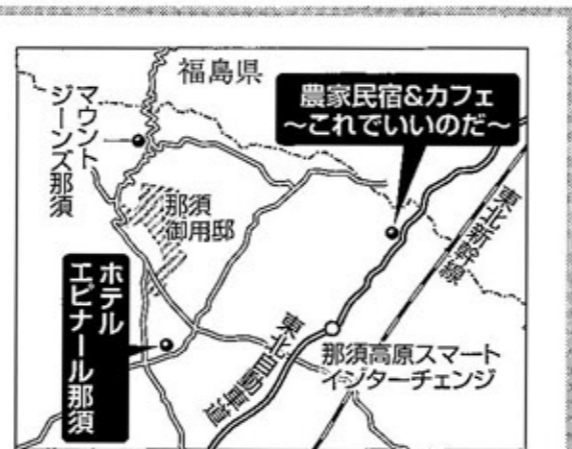 福島県
農家民宿&カフェ
〜これでいいのだ〜
マウント
ジーンズ那須
那須
御用邸
東北新幹線
ホテル
エピナール那須
東北自動車道
那須高原スマート
インターチェンジ